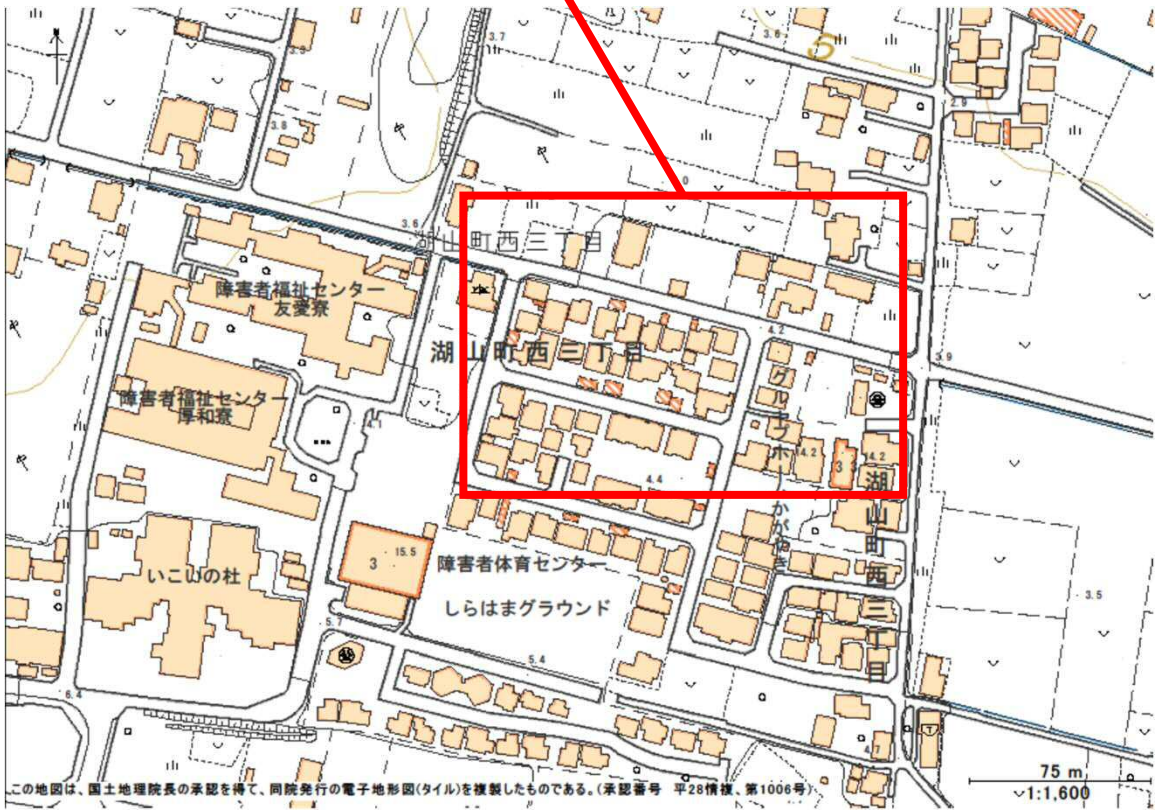 3.7
3.6
5
3.3
2.9
3.8
0
3.6
湖山町西三丁目
障害者福祉センター
友愛寮
4.2
湖山町西三丁目
3.9
障害者福祉センター
厚和寮
グループホームかがやき
4.1
14.2
3
3
14.2
4.4
湖山町西三丁目
15.5
3
障害者体育センター
いこいの杜
3.5
しらはまグラウンド
5.7
5.4
6.4
4.7
75 m
1:1,600
この地図は、国土地理院長の承認を得て、同院発行の電子地形図(タイル)を複製したものである。(承認番号 平28情複、第1006号)